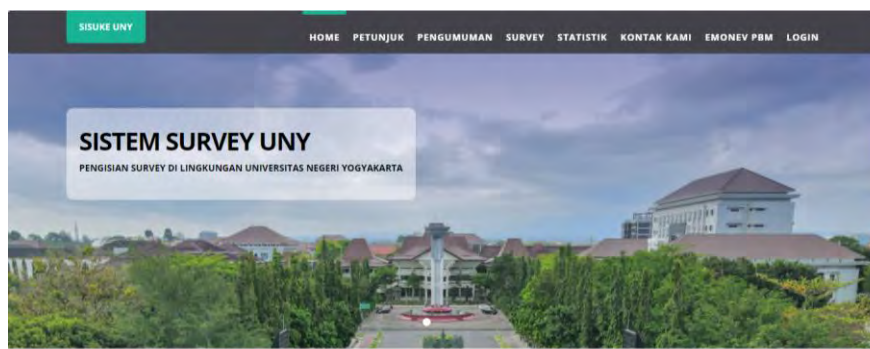 SISUKE UNY
HOME PETUNJUK PENGUMUMAN SURVEY STATISTIK KONTAK KAMI EMONEV PBM LOGIN
SISTEM SURVEY UNY
PENGISIAN SURVEY DI LINGKUNGAN UNIVERSITAS NEGERI YOGYAKARTA